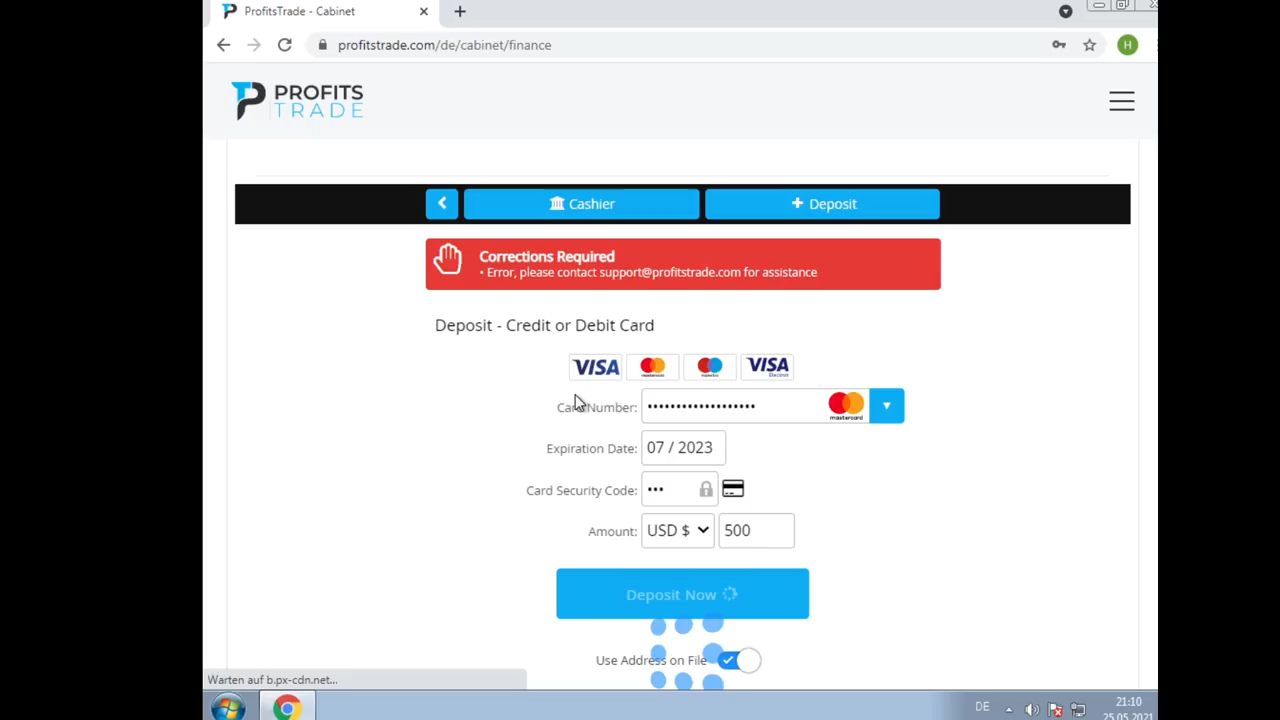 ProfitsTrade - Cabinet
profitstrade.com/de/cabinet/finance
H
PROFITS
TRADE
Cashier
Deposit
Corrections Required
• Error, please contact support@profitstrade.com for assistance
Deposit - Credit or Debit Card
VISA
mastercard
maestro
VISA
Electron
Card Number:
•••••••••••••••••••
mastercard
Expiration Date:
07 / 2023
Card Security Code:
•••
Amount:
USD $
500
Deposit Now
Use Address on File
Warten auf b.px-cdn.net...
DE
21:10
25.05.2021